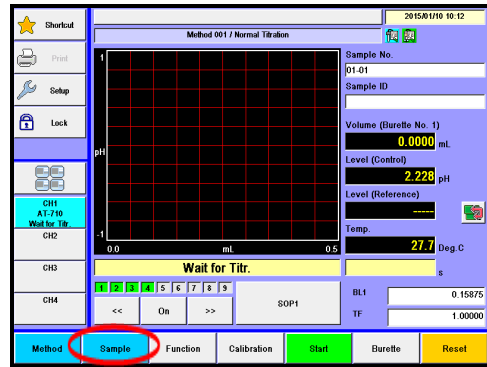 Shortcut
2015/01/10 10:12
Method 001 / Normal Titration
Print
Setup
Lock
1
pH
-1
0.0
mL
0.5
Sample No.
01-01
Sample ID
Volume (Burette No. 1)
0.0000 mL
Level (Control)
2.228 pH
Level (Reference)
-----
Temp.
27.7 Deg.C
CH1
AT-710
Wait for Titr.
CH2
CH3
CH4
Wait for Titr.
s
1 2 3 4 5 6 7 8 9
<< On >>
SOP1
BL1 0.15875
TF 1.00000
Method Sample Function Calibration Start Burette Reset